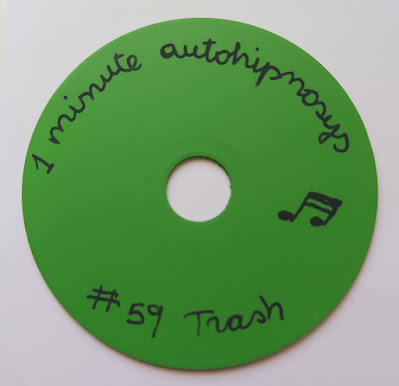 1 minute autohipnosys
#59 Trash